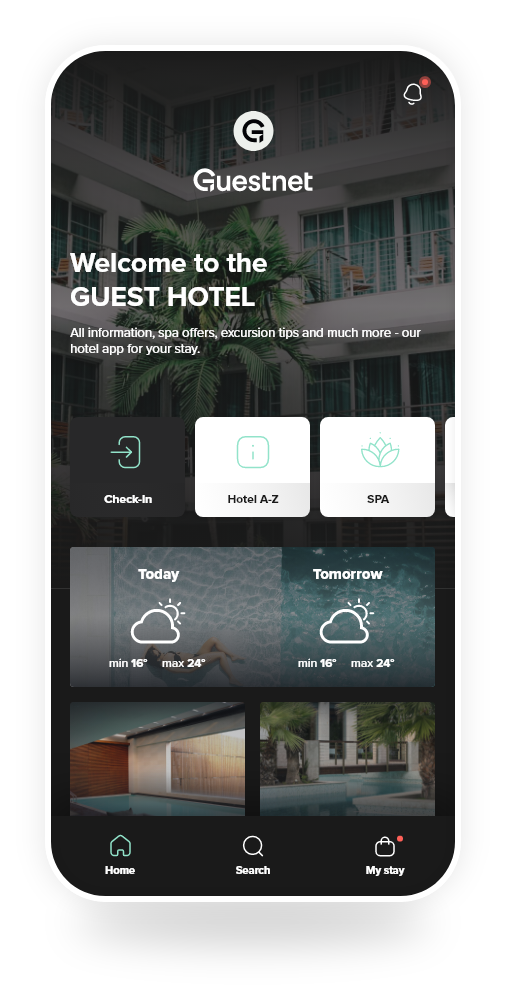 G
Guestnet
Welcome to the
GUEST HOTEL
All information, spa offers, excursion tips and much more - our
hotel app for your stay.
Check-In
Hotel A-Z
SPA
Today
Tomorrow
min 16° max 24°
min 16° max 24°
Home
Search
My stay